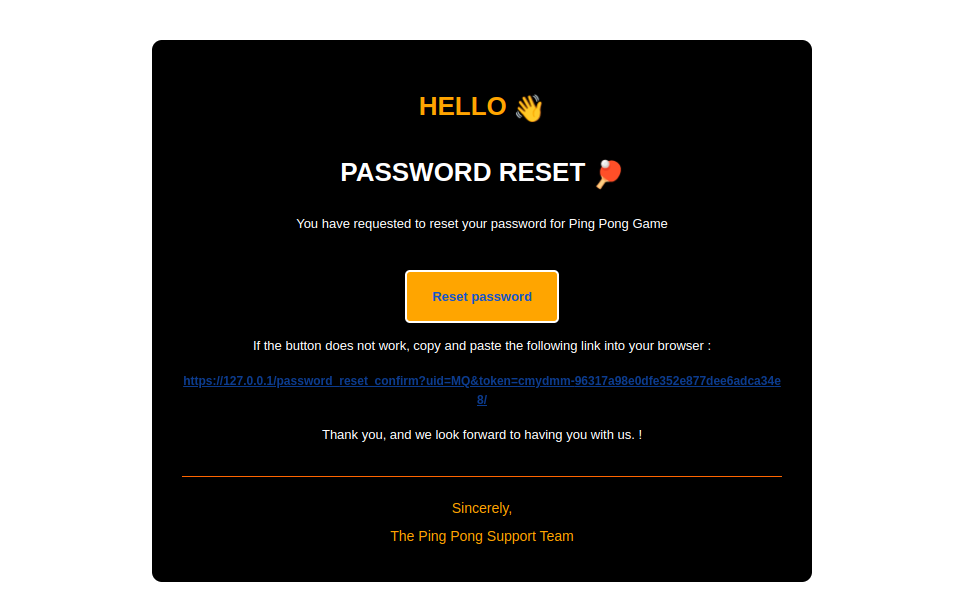 HELLO 👋
PASSWORD RESET 🏓
You have requested to reset your password for Ping Pong Game
Reset password
If the button does not work, copy and paste the following link into your browser :
https://127.0.0.1/password_reset_confirm?uid=MQ&token=cmydmm-96317a98e0dfe352e877dee6adca34e
8/
Thank you, and we look forward to having you with us. !
Sincerely,
The Ping Pong Support Team